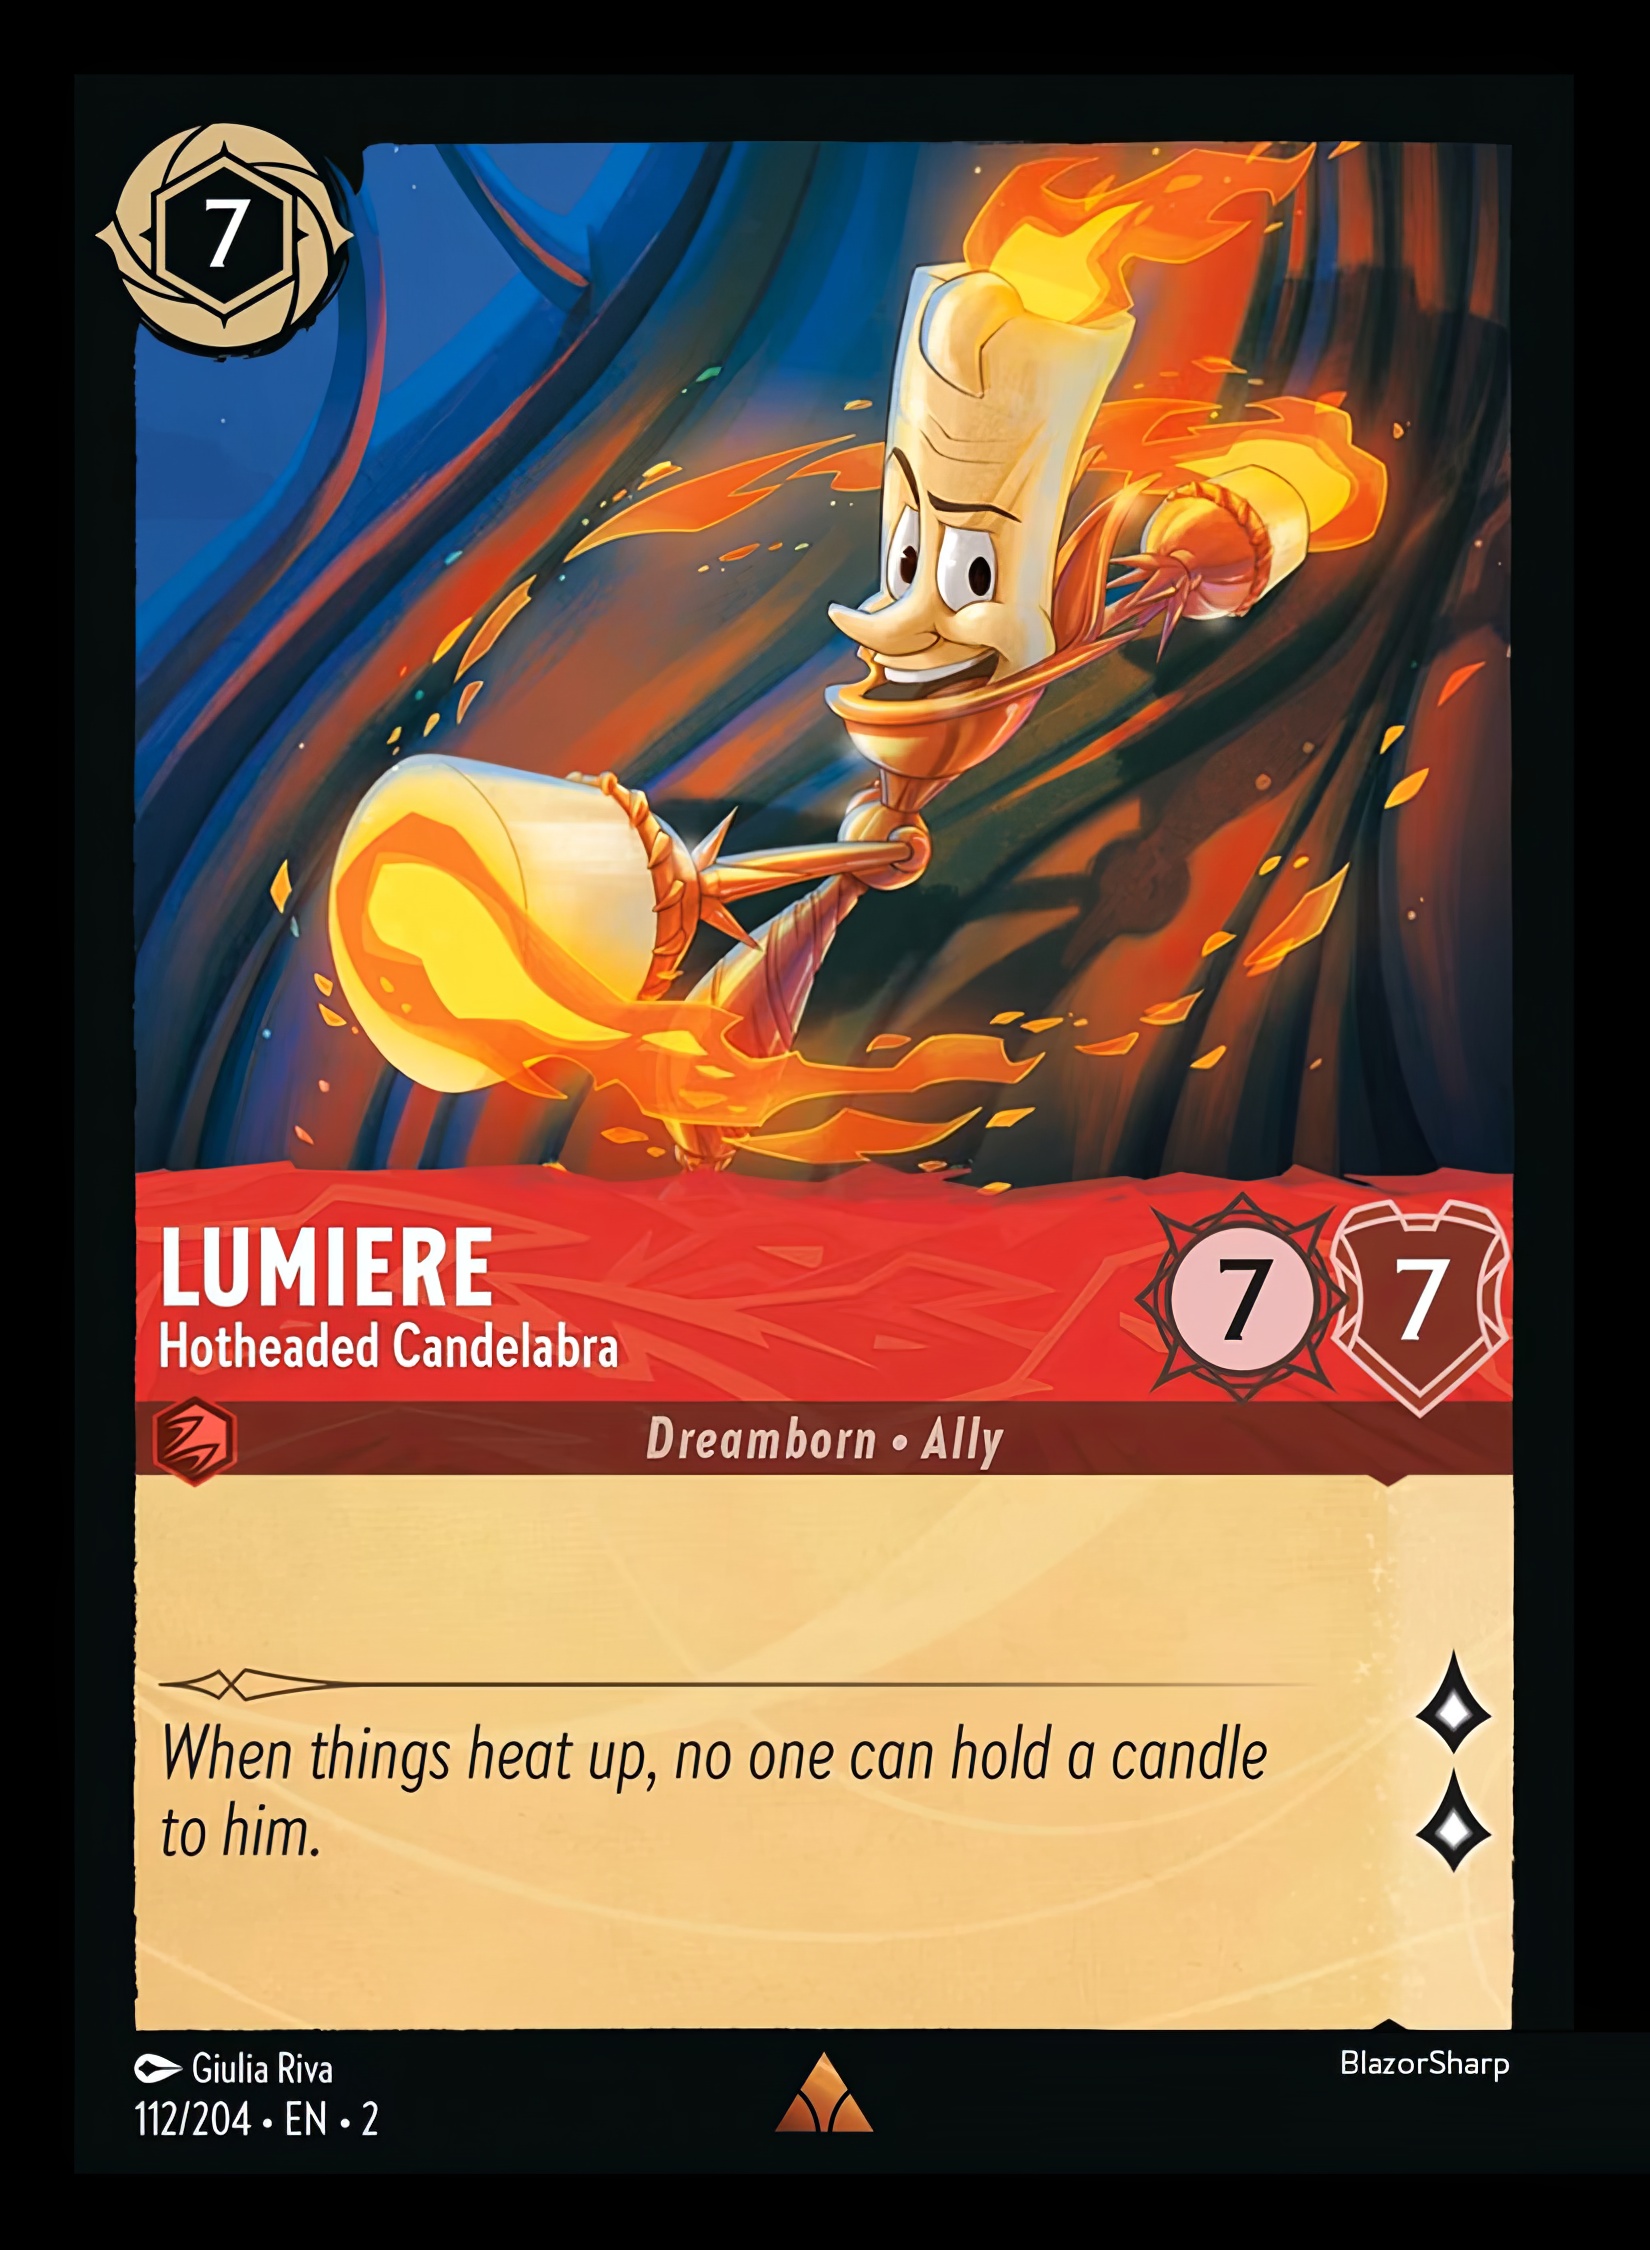 7
LUMIERE
Hotheaded Candelabra
7 7
Dreamborn • Ally
When things heat up, no one can hold a candle
to him.
Giulia Riva
BlazorSharp
112/204 • EN • 2